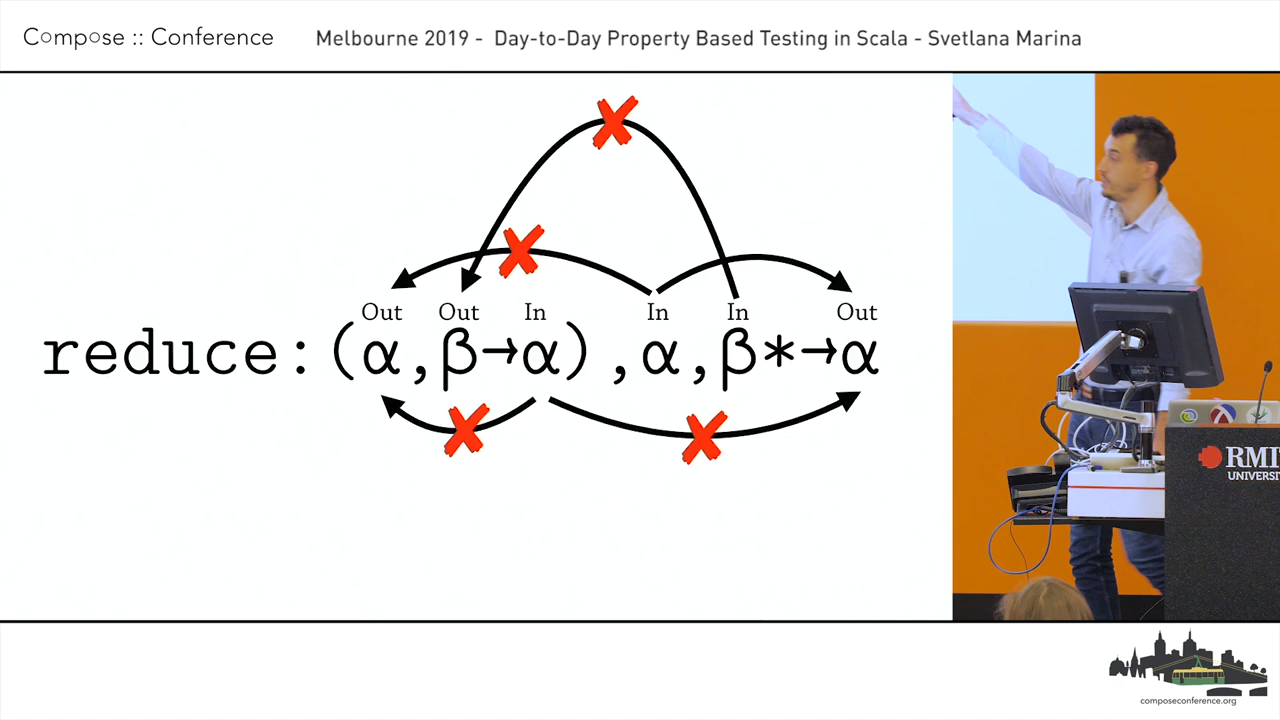 Compose :: Conference
Melbourne 2019 - Day-to-Day Property Based Testing in Scala - Svetlana Marina
Out Out In In In Out
reduce:(α,β→α),α,β*→α
RMI
UNIVERSI
composeconference.org